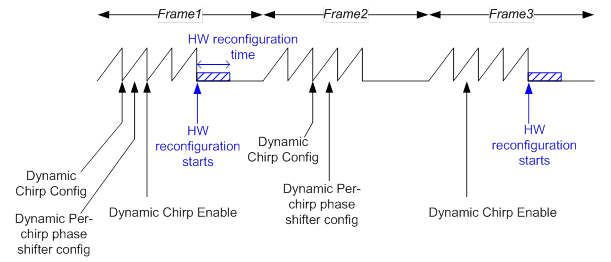 Frame1
Frame2
Frame3
HW reconfiguration
time
HW
reconfiguration
starts
Dynamic
Chirp Config
Dynamic Per-
chirp phase
shifter config
Dynamic Chirp Enable
Dynamic
Chirp Config
Dynamic Per-
chirp phase
shifter config
HW
reconfiguration
starts
Dynamic Chirp Enable